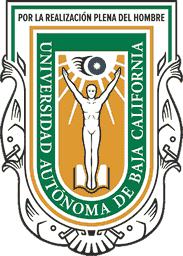 POR LA REALIZACIÓN PLENA DEL HOMBRE
UNIVERSIDAD AUTÓNOMA DE BAJA CALIFORNIA